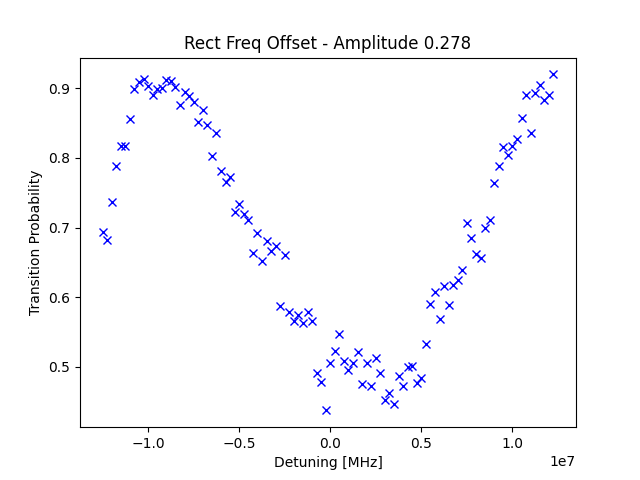 Rect Freq Offset - Amplitude 0.278
Transition Probability
0.9
0.8
0.7
0.6
0.5
−1.0 −0.5 0.0 0.5 1.0
1e7
Detuning [MHz]